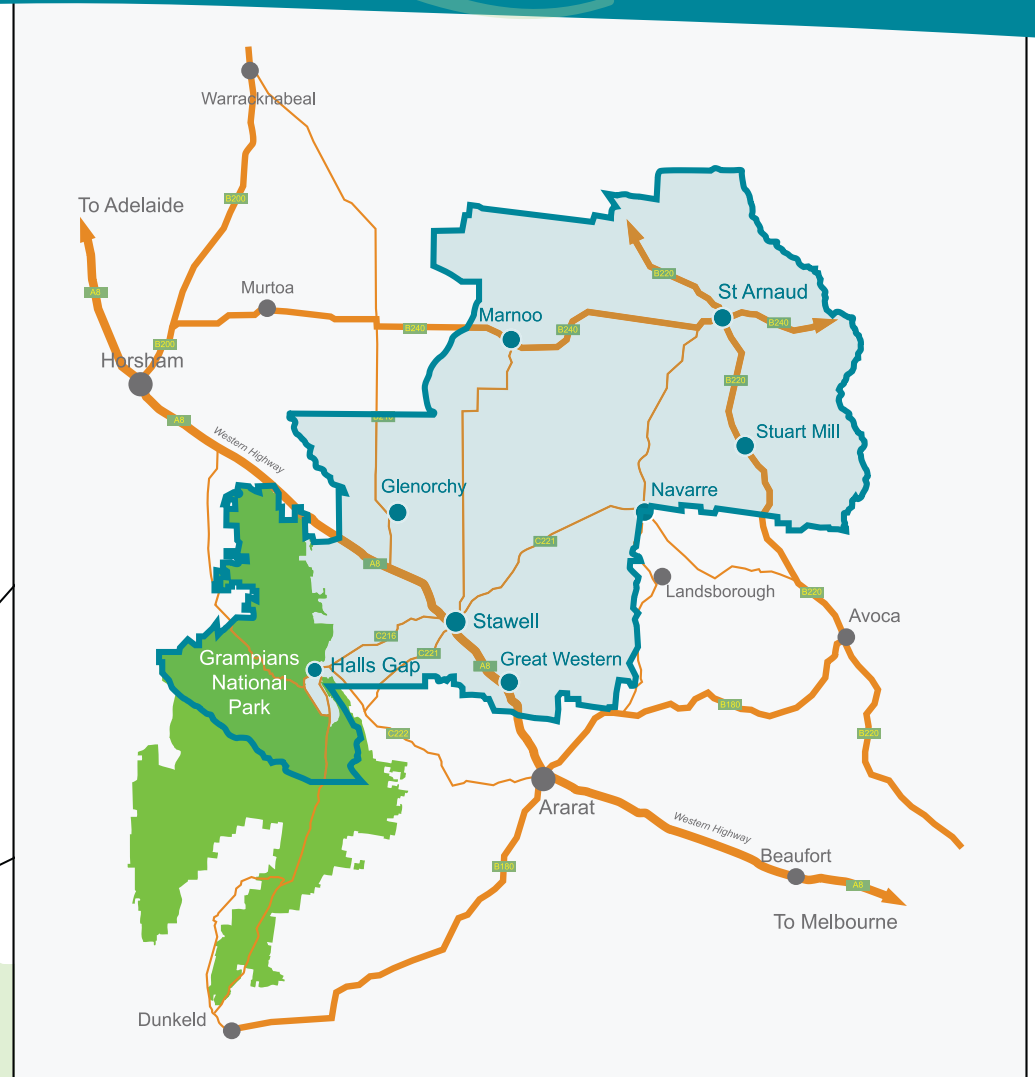 Warracknabeal
B200
To Adelaide
A8
Murtoa
B220
St Arnaud
Marnoo
B240
B240
B240
B200
Horsham
B220
A8
Western Highway
Stuart Mill
Glenorchy
Navarre
C221
A8
Landsborough
B220
Avoca
Stawell
C216
C221
Grampians
National
Park
Halls Gap
A8
Great Western
B180
C222
B220
Ararat
Western Highway
Beaufort
B180
A8
To Melbourne
Dunkeld